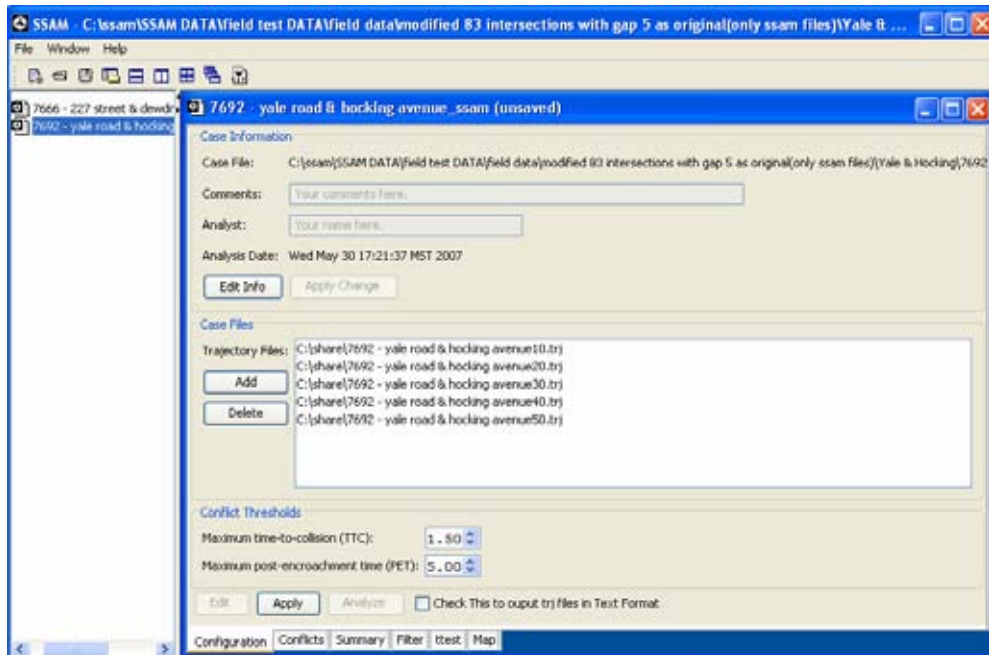 SSAM - C:\ssam\SSAM DATA\field test DATA\field data\modified 83 intersections with gap 5 as original(only ssam files)\Yale & ...
File Window Help
7666 - 227 street & dewdr
7692 - yale road & hocking
7692 - yale road & hocking avenue_ssam (unsaved)
Case Information
Case File: C:\ssam\SSAM DATA\field test DATA\field data\modified 83 intersections with gap 5 as original(only ssam files)\Yale & Hocking\7692
Comments: Your comments here.
Analyst: Your name here.
Analysis Date: Wed May 30 17:21:37 MST 2007
Edit Info Apply Change
Case Files
Trajectory Files:
C:\share\7692 - yale road & hocking avenue10.trj
C:\share\7692 - yale road & hocking avenue20.trj
C:\share\7692 - yale road & hocking avenue30.trj
C:\share\7692 - yale road & hocking avenue40.trj
C:\share\7692 - yale road & hocking avenue50.trj
Add
Delete
Conflict Thresholds
Maximum time-to-collision (TTC): 1.50
Maximum post-encroachment time (PET): 5.00
Edit Apply Analyze Check This to ouput trj files in Text Format
Configuration Conflicts Summary Filter ttest Map